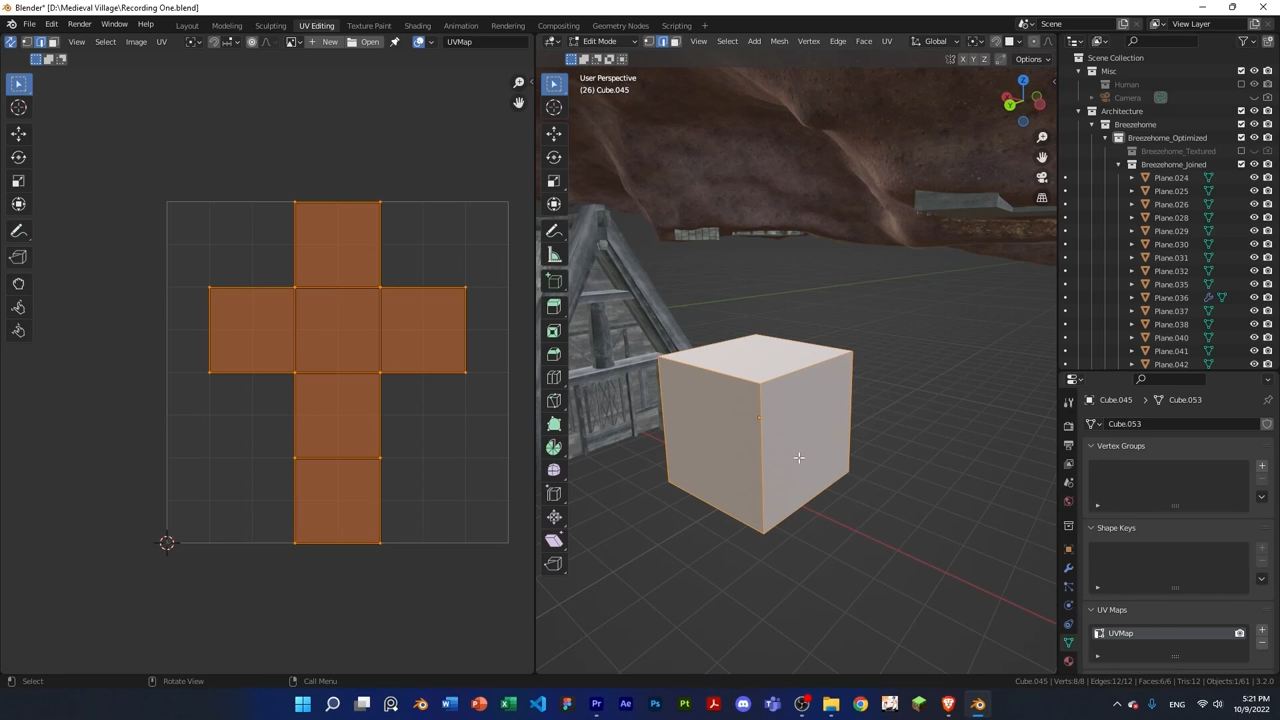 Blender* [D:\Medieval Village\Recording One.blend]
File Edit Render Window Help Layout Modeling Sculpting UV Editing Texture Paint Shading Animation Rendering Compositing Geometry Nodes Scripting + Scene View Layer
View Select Image UV New Open UVMap
Edit Mode View Select Add Mesh Vertex Edge Face UV Global
X Y Z Options
User Perspective
(26) Cube.045
Scene Collection
Misc
Human
Camera
Architecture
Breezehome
Breezehome_Optimized
Breezehome_Textured
Breezehome_Joined
Plane.024
Plane.025
Plane.026
Plane.028
Plane.029
Plane.030
Plane.031
Plane.032
Plane.035
Plane.036
Plane.037
Plane.038
Plane.040
Plane.041
Plane.042
Cube.045 > Cube.053
Cube.053
Vertex Groups
Shape Keys
UV Maps
UVMap
Select Rotate View Call Menu
Cube.045 | Verts:8/8 | Edges:12/12 | Faces:6/6 | Tris:12 | Objects:1/61 | 3.2.0
5:21 PM
10/9/2022